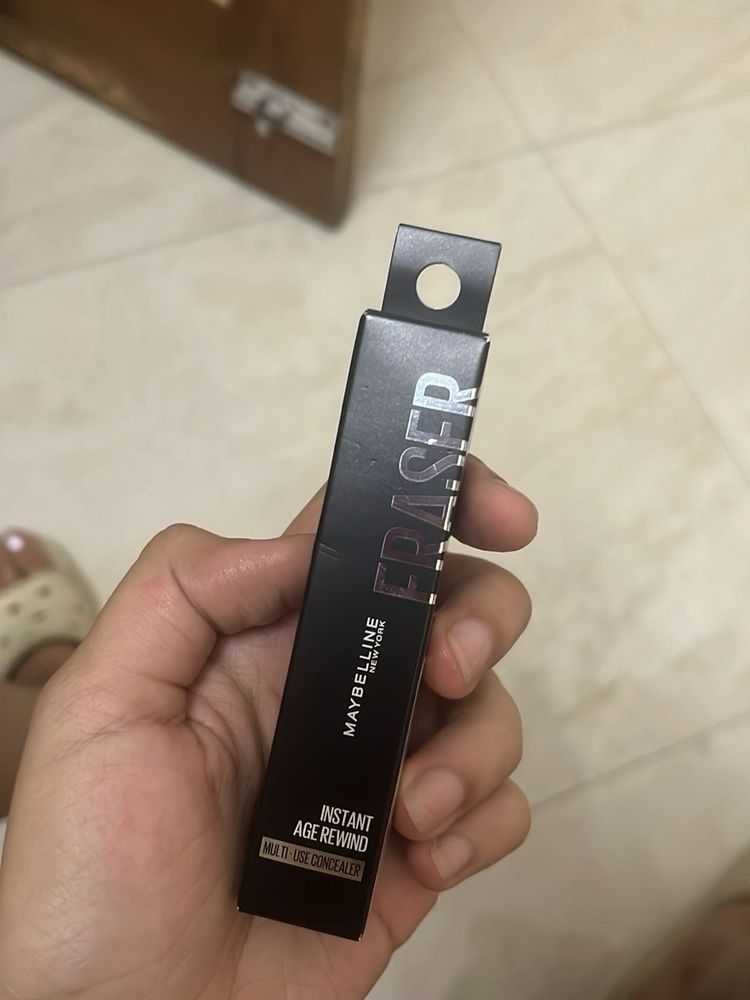 ERASER
MAYBELLINE
NEW YORK
INSTANT
AGE REWIND
MULTI-USE CONCEALER